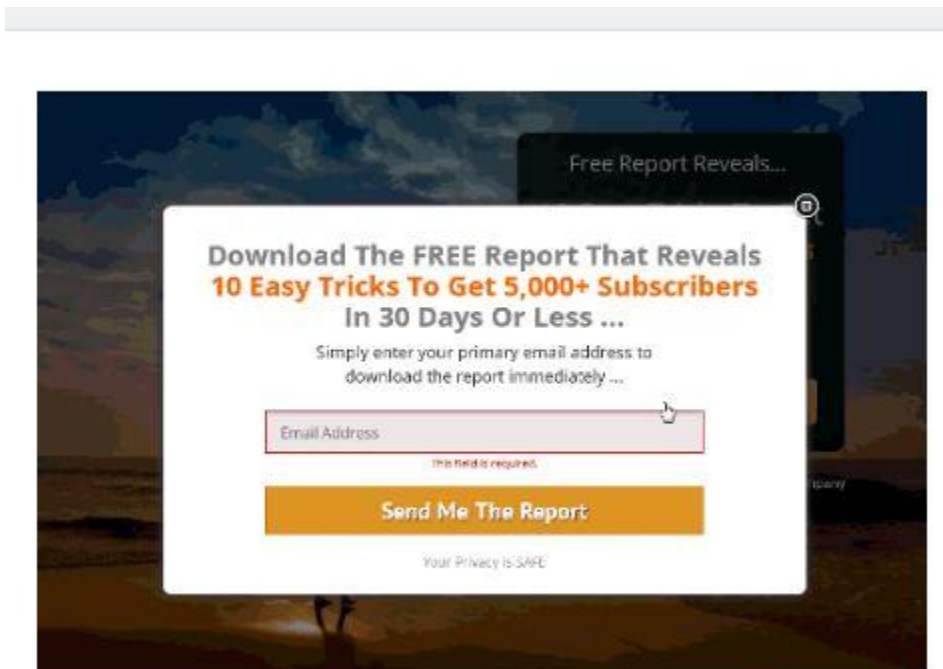 Free Report Reveals...
Download The FREE Report That Reveals
10 Easy Tricks To Get 5,000+ Subscribers
In 30 Days Or Less ...
Simply enter your primary email address to
download the report immediately ...
Email Address
This field is required.
Send Me The Report
Your Privacy is SAFE